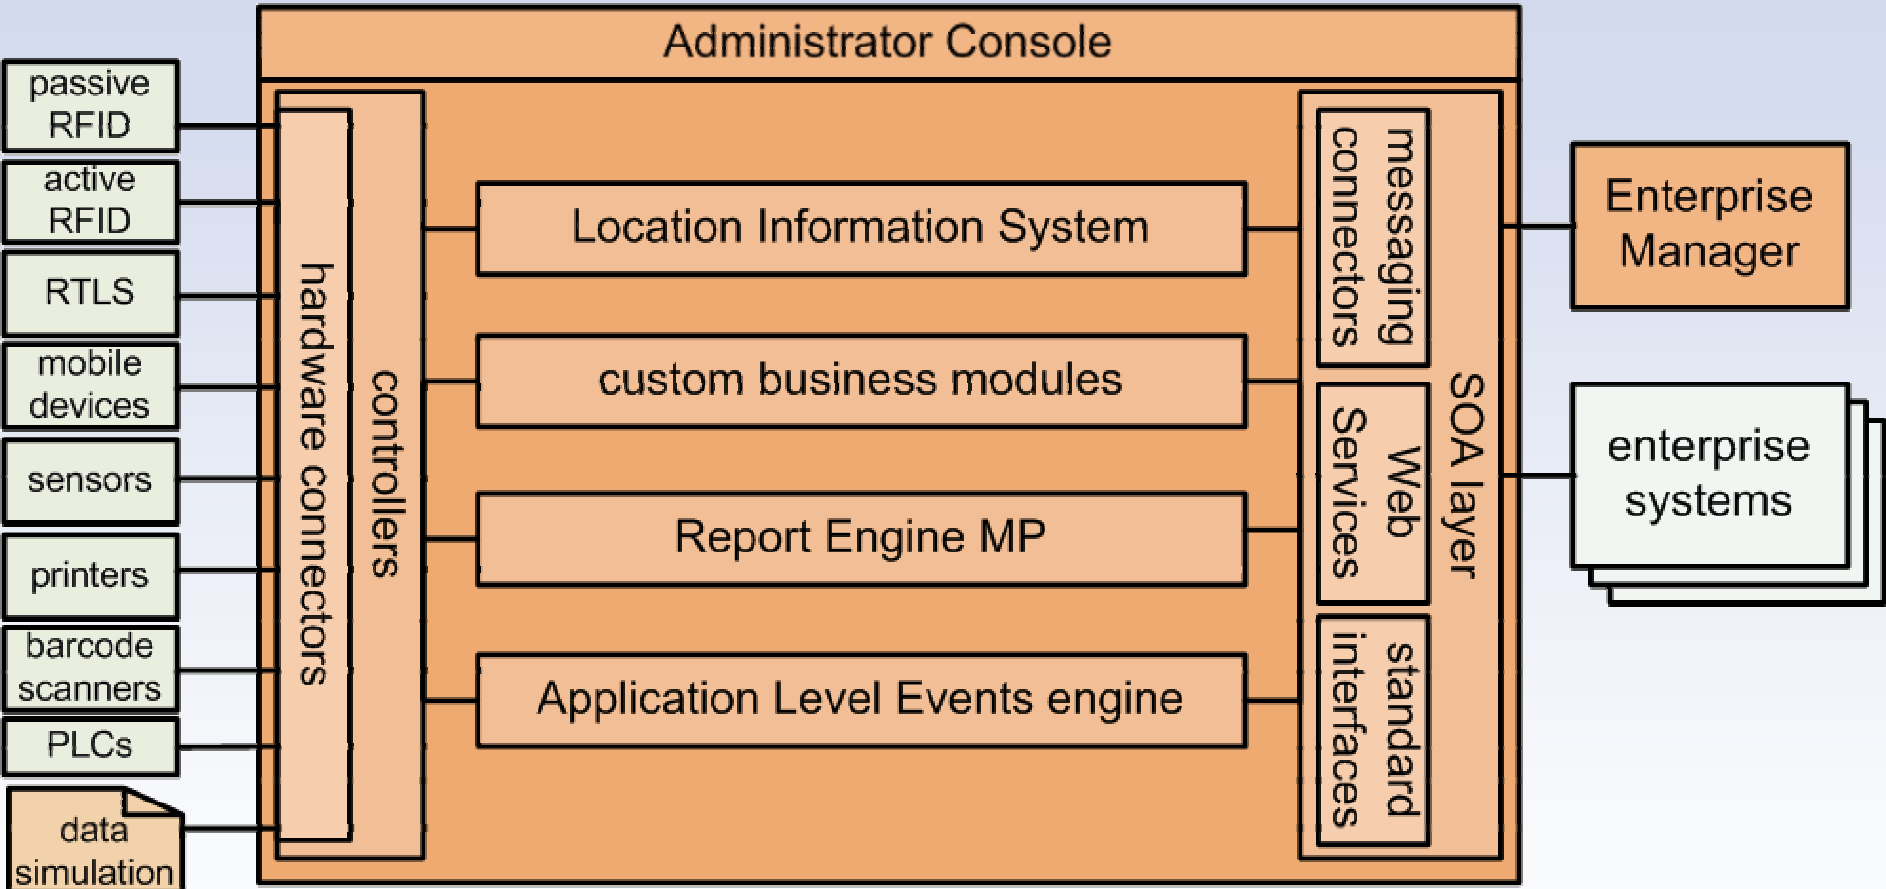 Administrator Console
passive
RFID
active
RFID
RTLS
mobile
devices
sensors
printers
barcode
scanners
PLCs
data
simulation
hardware connectors
controllers
Location Information System
custom business modules
Report Engine MP
Application Level Events engine
messaging
connectors
Web
Services
standard
interfaces
SOA layer
Enterprise
Manager
enterprise
systems